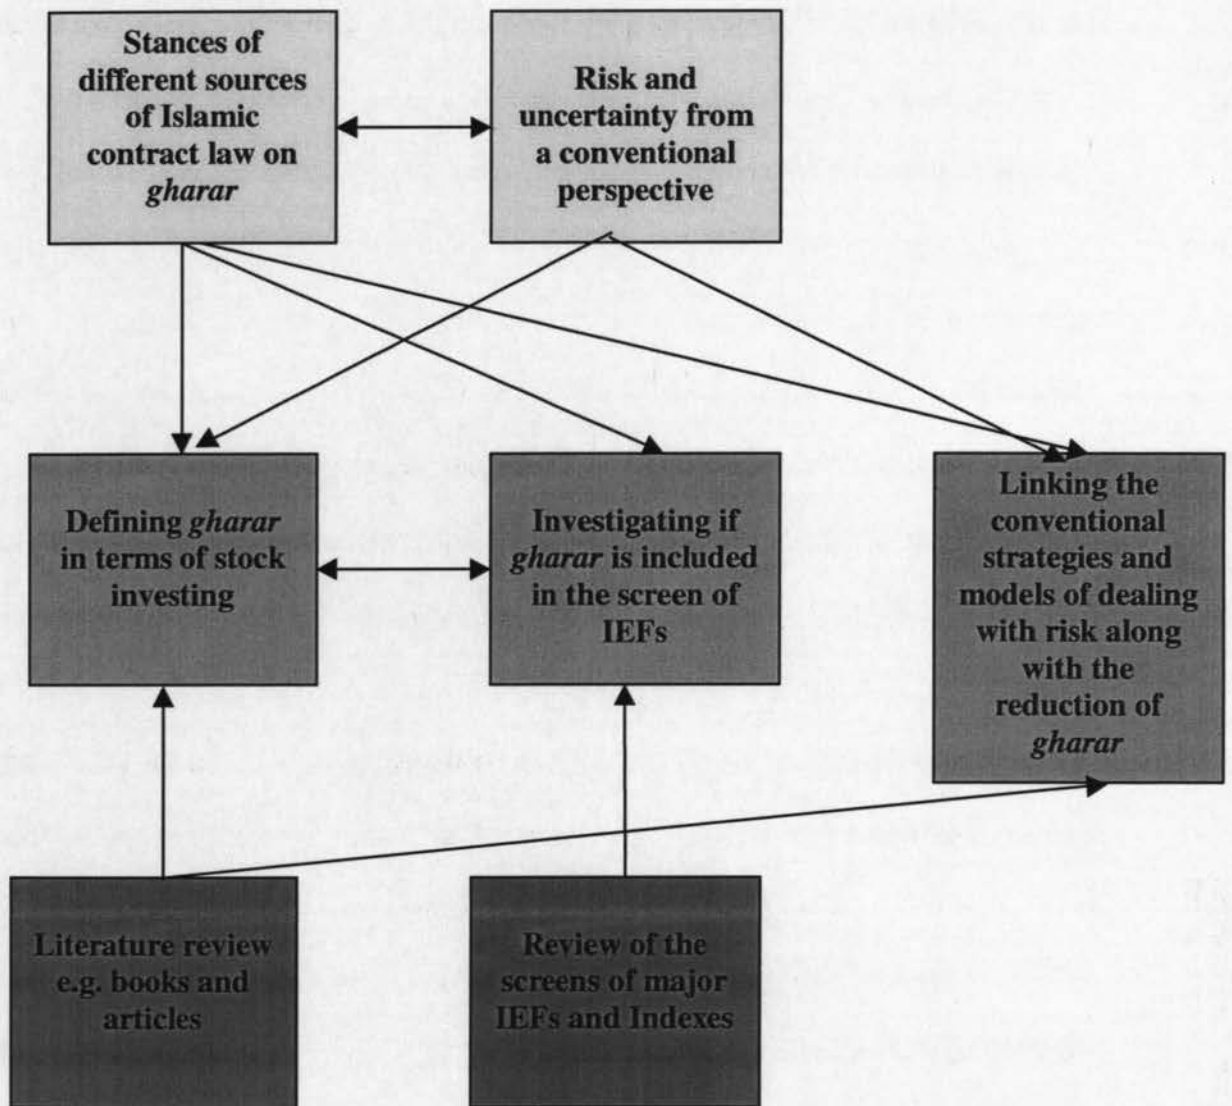 Stances of
different sources
of Islamic
contract law on
gharar
Risk and
uncertainty from
a conventional
perspective
Defining gharar
in terms of stock
investing
Investigating if
gharar is included
in the screen of
IEFs
Linking the
conventional
strategies and
models of dealing
with risk along
with the
reduction of
gharar
Literature review
e.g. books and
articles
Review of the
screens of major
IEFs and Indexes